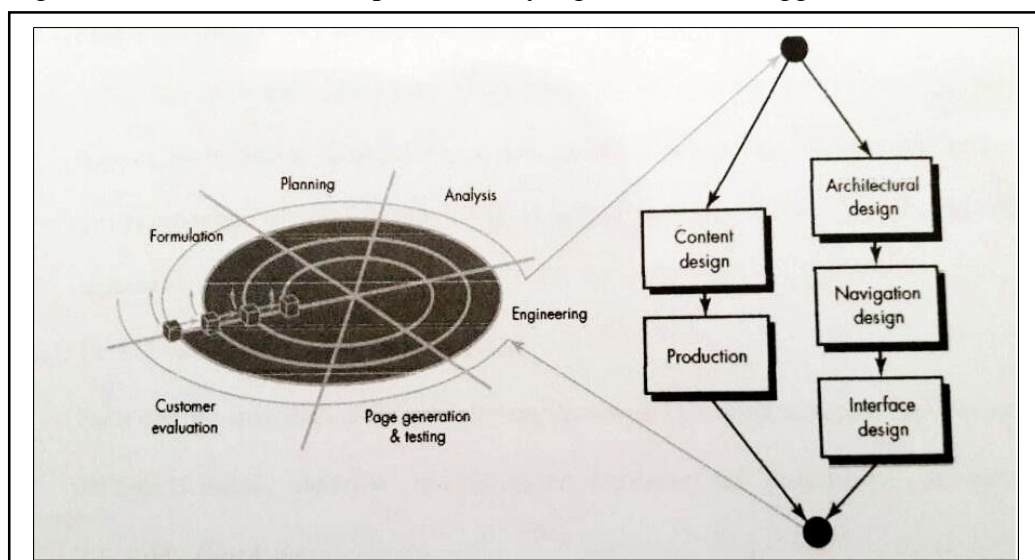 Planning
Analysis
Formulation
Engineering
Customer
evaluation
Page generation
& testing
Architectural
design
Content
design
Navigation
design
Production
Interface
design